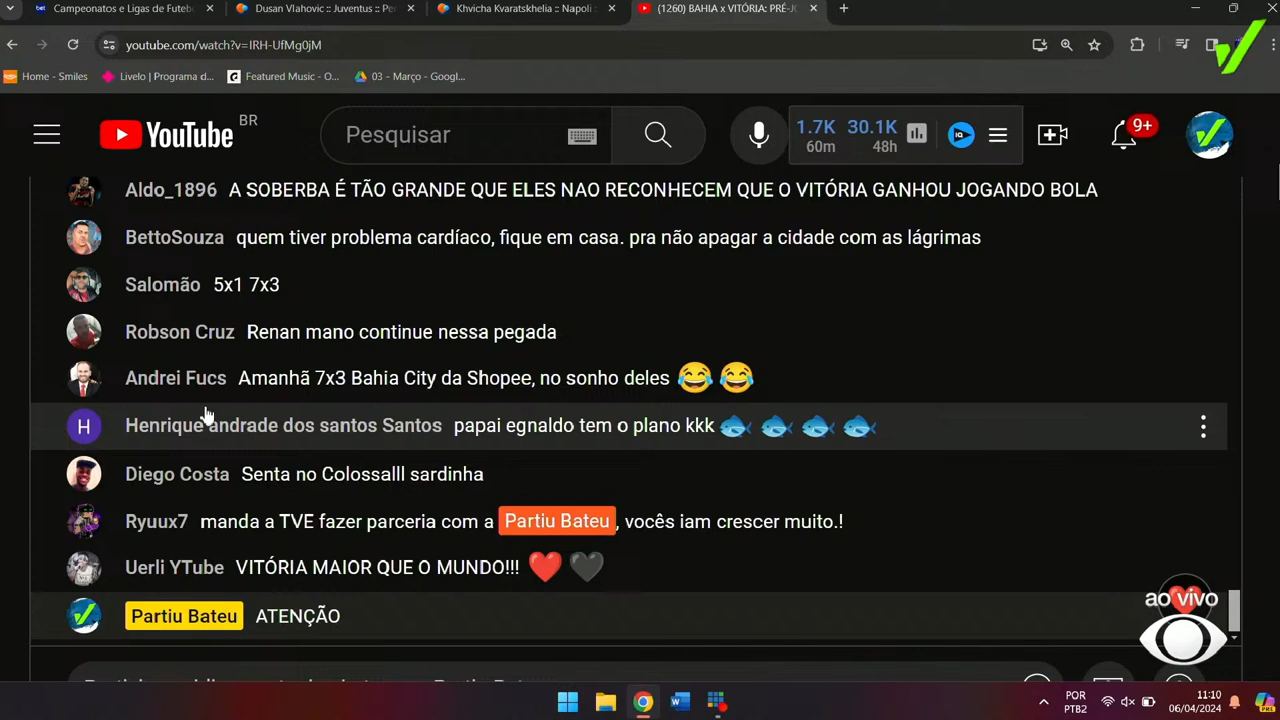 Campeonatos e Ligas de Futeb
Dusan Vlahovic :: Juventus :: Pe
Khvicha Kvaratskhelia :: Napoli ::
(1260) BAHIA x VITÓRIA: PRÉ-JO
youtube.com/watch?v=IRH-UfMg0jM
Home - Smiles
Livelo | Programa d...
Featured Music - O...
03 - Março - Googl...
YouTube BR
Pesquisar
1.7K 30.1K
60m 48h
9+
Aldo_1896 A SOBERBA É TÃO GRANDE QUE ELES NAO RECONHECEM QUE O VITÓRIA GANHOU JOGANDO BOLA
BettoSouza quem tiver problema cardíaco, fique em casa. pra não apagar a cidade com as lágrimas
Salomão 5x1 7x3
Robson Cruz Renan mano continue nessa pegada
Andrei Fucs Amanhã 7x3 Bahia City da Shopee, no sonho deles 😂 😂
H Henrique andrade dos santos Santos papai egnaldo tem o plano kkk 🐟 🐟 🐟 🐟
Diego Costa Senta no Colossalll sardinha
Ryuux7 manda a TVE fazer parceria com a Partiu Bateu, vocês iam crescer muito.!
Uerli YTube VITÓRIA MAIOR QUE O MUNDO!!! ❤️ 🖤
Partiu Bateu ATENÇÃO
ao vivo
POR
PTB2
11:10
06/04/2024